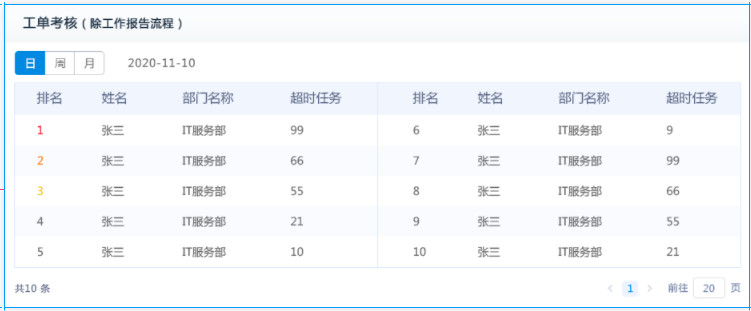 工单考核（除工作报告流程）
日 周 月 2020-11-10
排名 姓名 部门名称 超时任务 排名 姓名 部门名称 超时任务
1 张三 IT服务部 99 6 张三 IT服务部 9
2 张三 IT服务部 66 7 张三 IT服务部 99
3 张三 IT服务部 55 8 张三 IT服务部 66
4 张三 IT服务部 21 9 张三 IT服务部 55
5 张三 IT服务部 10 10 张三 IT服务部 21
共10 条 < 1 > 前往 20 页